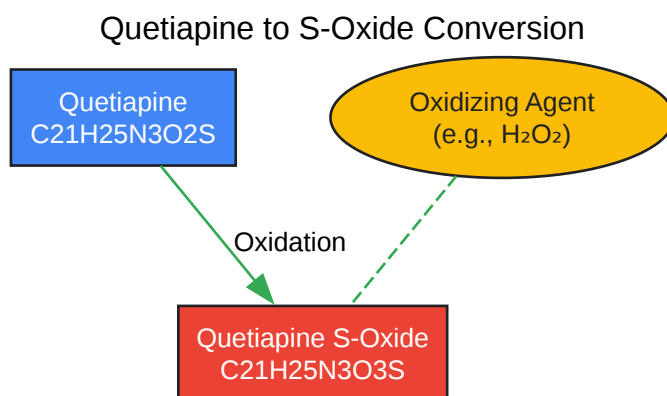 Quetiapine to S-Oxide Conversion
Quetiapine
C21H25N3O2S
Oxidizing Agent
(e.g., H₂O₂)
Oxidation
Quetiapine S-Oxide
C21H25N3O3S